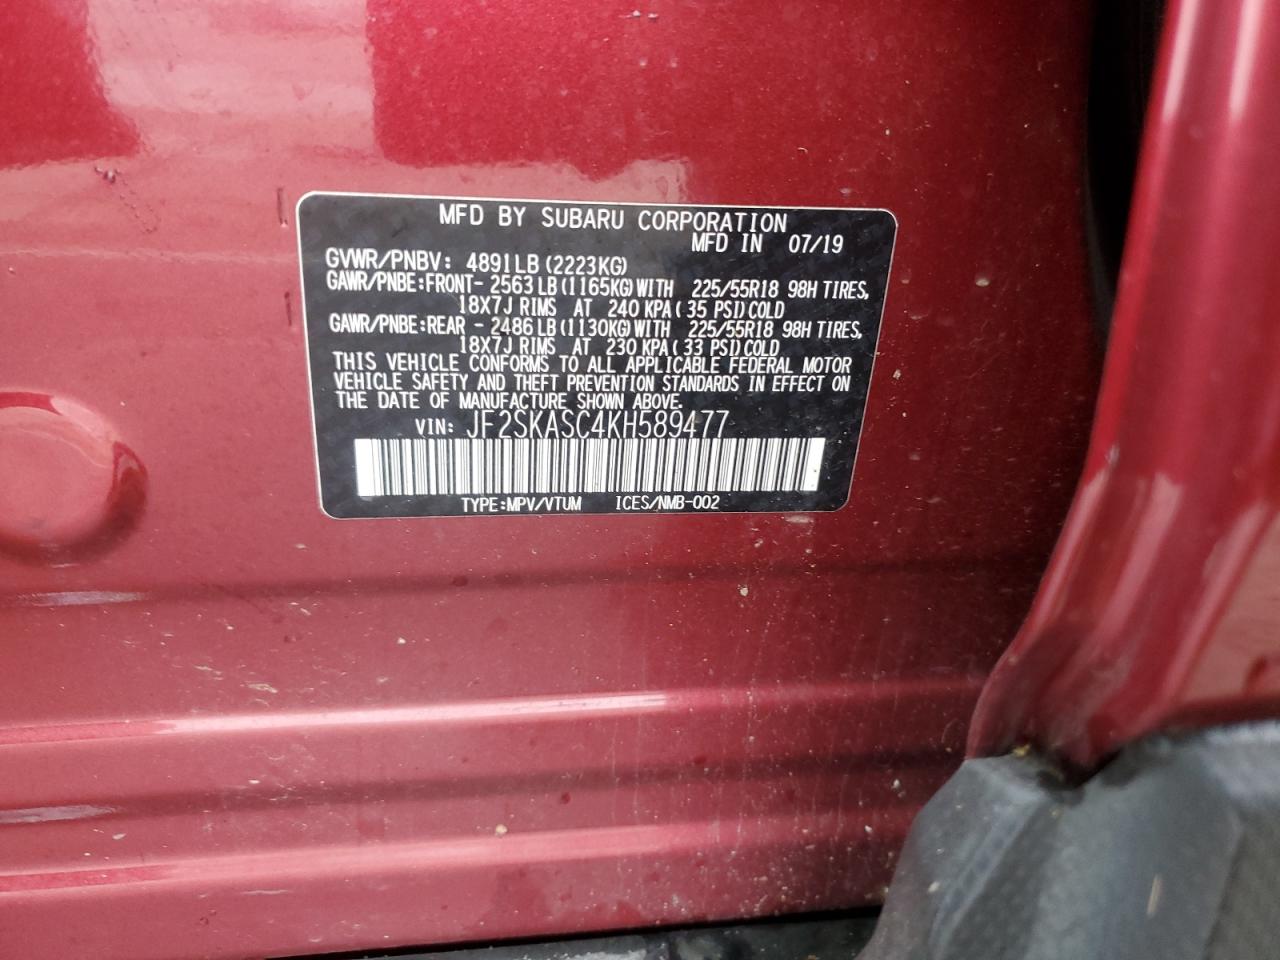 MFD BY SUBARU CORPORATION
MFD IN 07/19
GVWR/PNBV: 4891LB (2223KG)
GAWR/PNBE:FRONT- 2563 LB (1165KG) WITH 225/55R18 98H TIRES,
18X7J RIMS AT 240 KPA ( 35 PSI) COLD
GAWR/PNBE:REAR - 2486 LB (1130KG) WITH 225/55R18 98H TIRES,
18X7J RIMS AT 230 KPA ( 33 PSI) COLD
THIS VEHICLE CONFORMS TO ALL APPLICABLE FEDERAL MOTOR
VEHICLE SAFETY AND THEFT PREVENTION STANDARDS IN EFFECT ON
THE DATE OF MANUFACTURE SHOWN ABOVE.
VIN: JF2SKASC4KH589477
TYPE:MPV/VTUM ICES/NMB-002